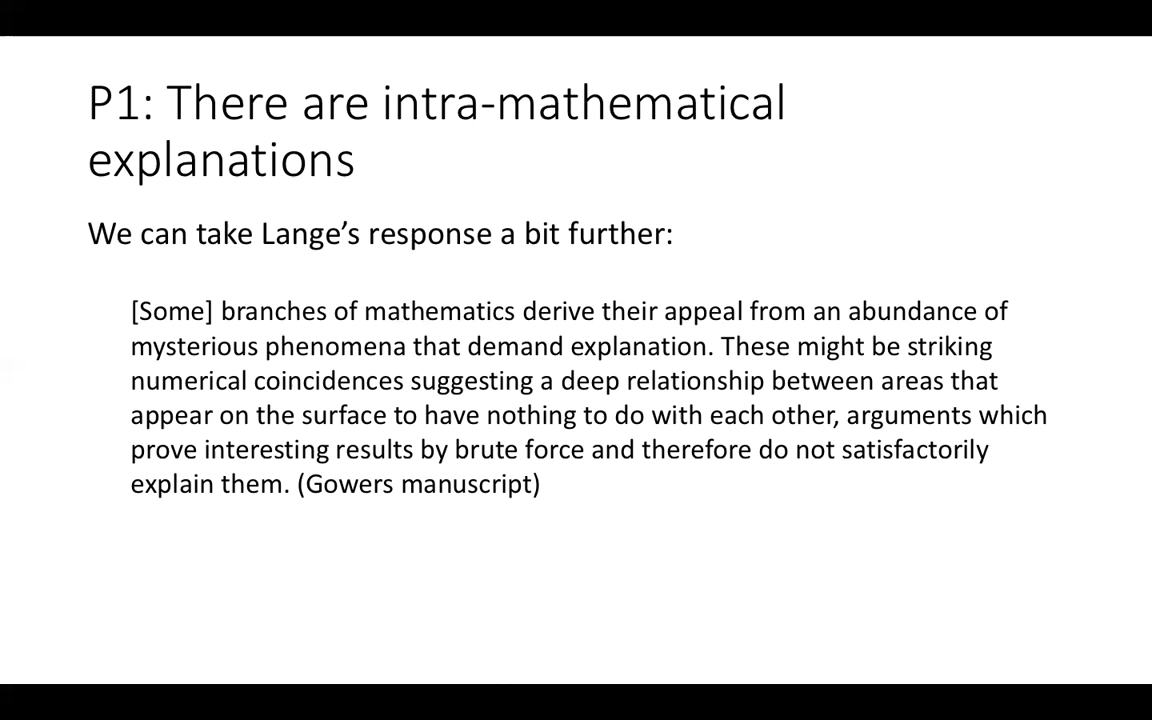 P1: There are intra-mathematical
explanations
We can take Lange’s response a bit further:
[Some] branches of mathematics derive their appeal from an abundance of
mysterious phenomena that demand explanation. These might be striking
numerical coincidences suggesting a deep relationship between areas that
appear on the surface to have nothing to do with each other, arguments which
prove interesting results by brute force and therefore do not satisfactorily
explain them. (Gowers manuscript)